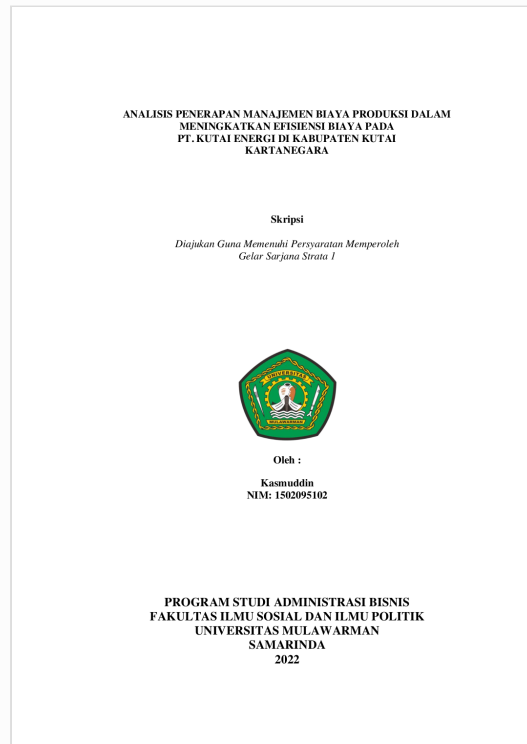 ANALISIS PENERAPAN MANAJEMEN BIAYA PRODUKSI DALAM
MENINGKATKAN EFISIENSI BIAYA PADA
PT. KUTAI ENERGI DI KABUPATEN KUTAI
KARTANEGARA
Skripsi
Diajukan Guna Memenuhi Persyaratan Memperoleh
Gelar Sarjana Strata 1
UNIVERSITAS
MULAWARMAN
Oleh :
Kasmuddin
NIM: 1502095102
PROGRAM STUDI ADMINISTRASI BISNIS
FAKULTAS ILMU SOSIAL DAN ILMU POLITIK
UNIVERSITAS MULAWARMAN
SAMARINDA
2022